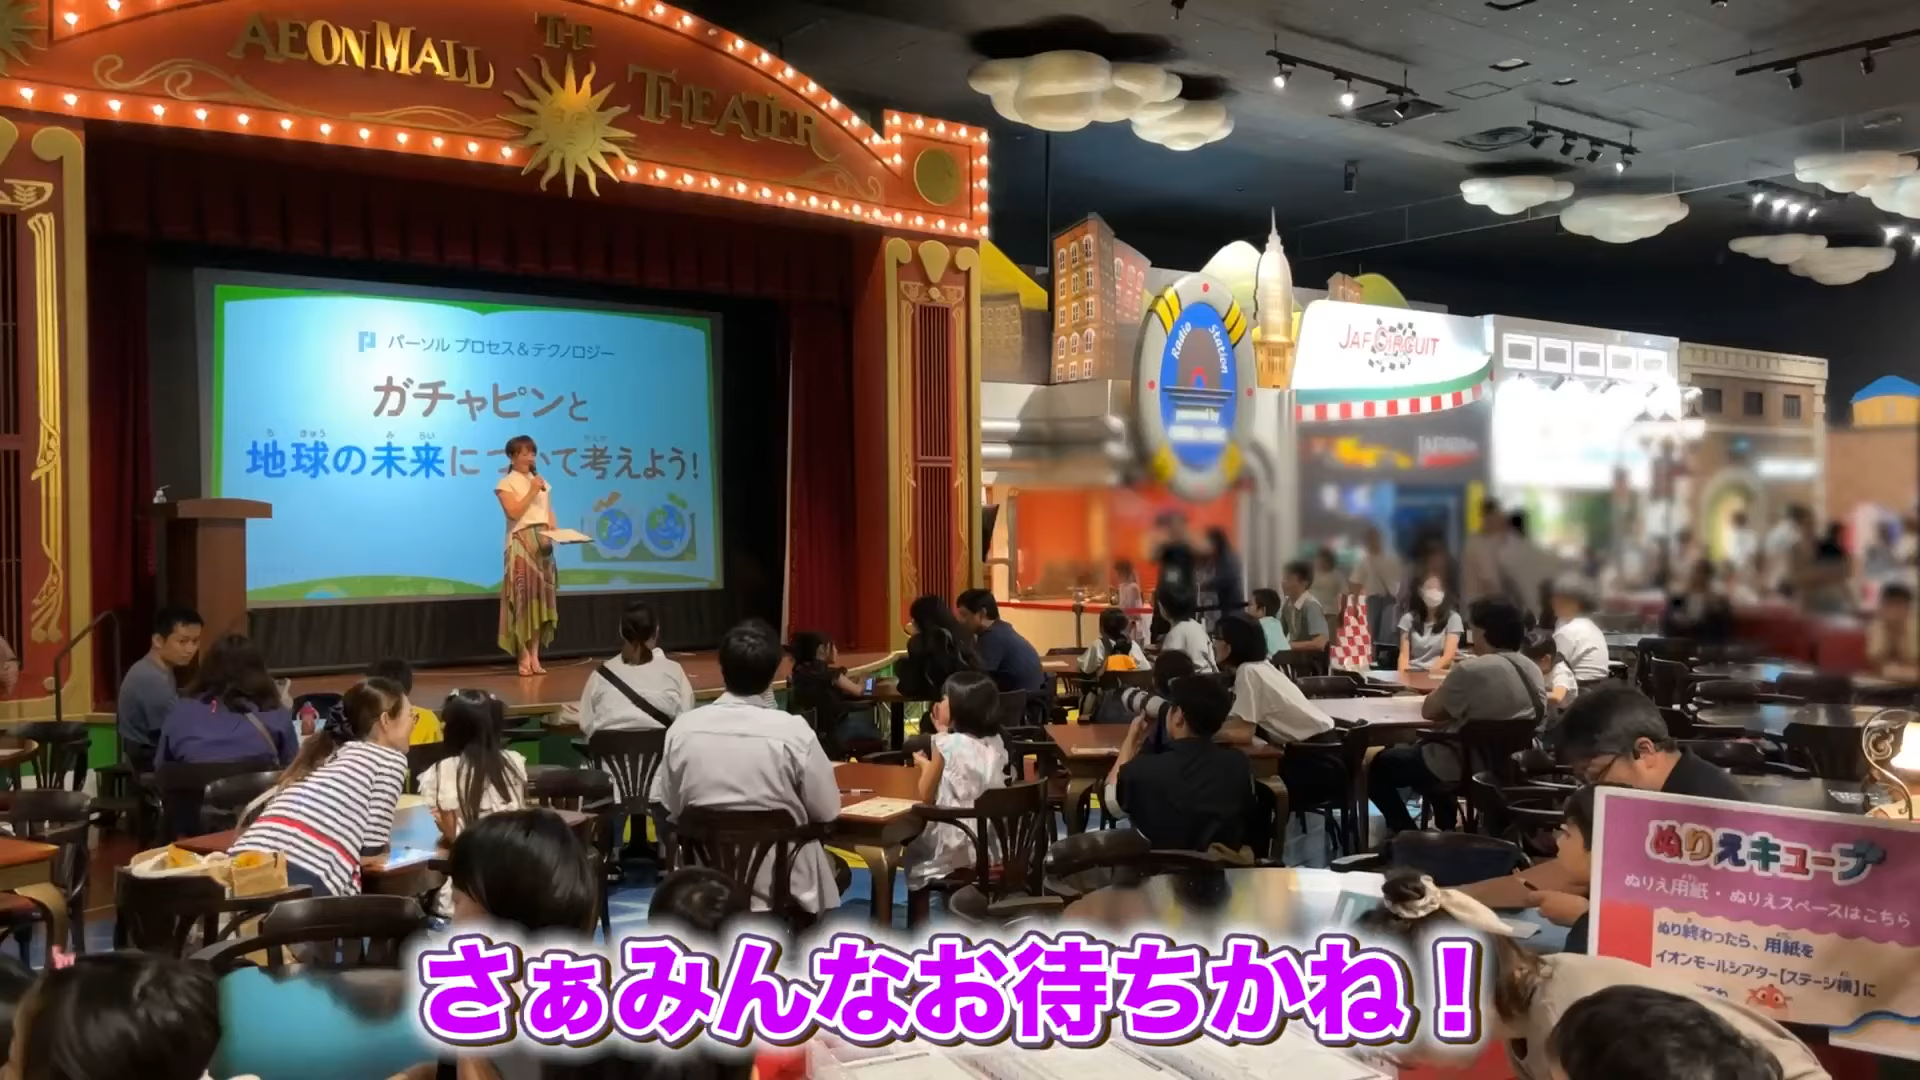 AEON MALL THE THEATER
パーソル プロセス&テクノロジー
ガチャピンと
地球の未来について考えよう!
Radio Station
powered by
JAF CIRCUIT
ぬりえキューブ
ぬりえ用紙・ぬりえスペースはこちら
ぬり終わったら、用紙を
イオンモールシアター【ステージ横】に
さぁみんなお待ちかね！